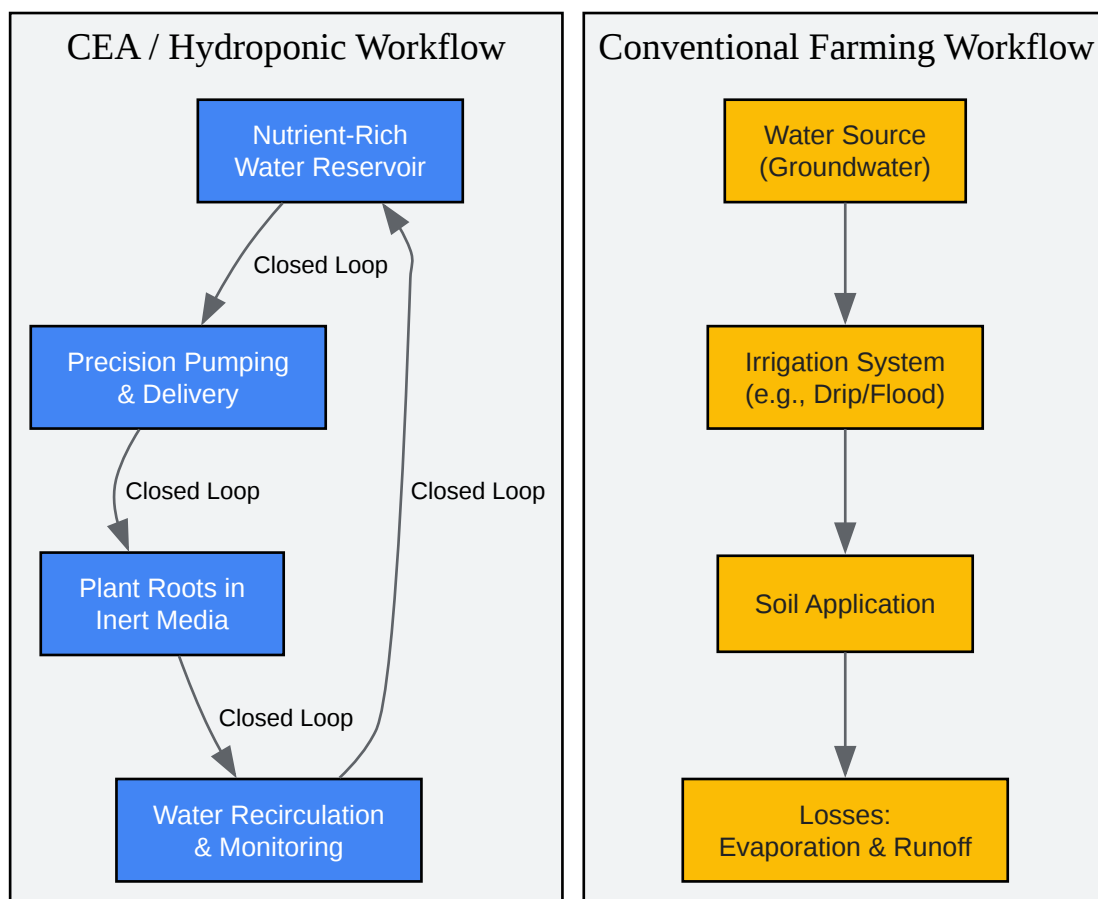 CEA / Hydroponic Workflow
Nutrient-Rich
Water Reservoir
Closed Loop
Precision Pumping
& Delivery
Closed Loop
Closed Loop
Plant Roots in
Inert Media
Closed Loop
Water Recirculation
& Monitoring
Conventional Farming Workflow
Water Source
(Groundwater)
Irrigation System
(e.g., Drip/Flood)
Soil Application
Losses:
Evaporation & Runoff